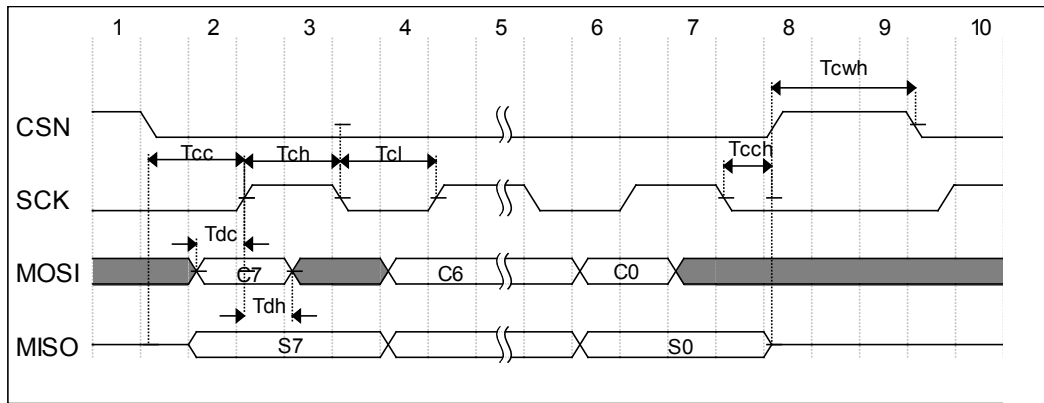 1 2 3 4 5 6 7 8 9 10
Tcwh
CSN
Tcc Tch Tcl Tcch
SCK
Tdc
MOSI C7 C6 C0
Tdh
MISO S7 S0